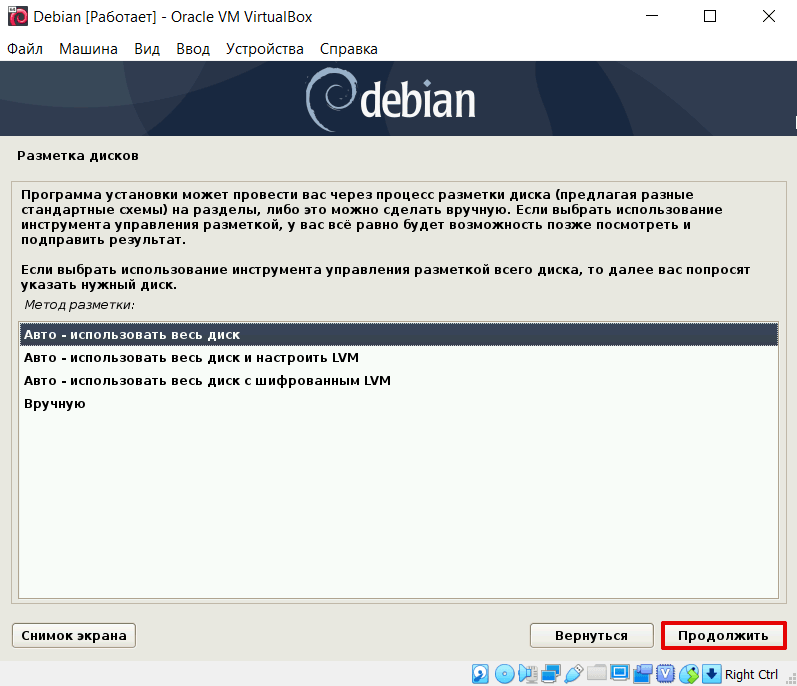 Debian [Работает] - Oracle VM VirtualBox
Файл Машина Вид Ввод Устройства Справка
debian
Разметка дисков
Программа установки может провести вас через процесс разметки диска (предлагая разные
стандартные схемы) на разделы, либо это можно сделать вручную. Если выбрать использование
инструмента управления разметкой, у вас всё равно будет возможность позже посмотреть и
подправить результат.
Если выбрать использование инструмента управления разметкой всего диска, то далее вас попросят
указать нужный диск.
Метод разметки:
Авто - использовать весь диск
Авто - использовать весь диск и настроить LVM
Авто - использовать весь диск с шифрованным LVM
Вручную
Снимок экрана Вернуться Продолжить
Right Ctrl